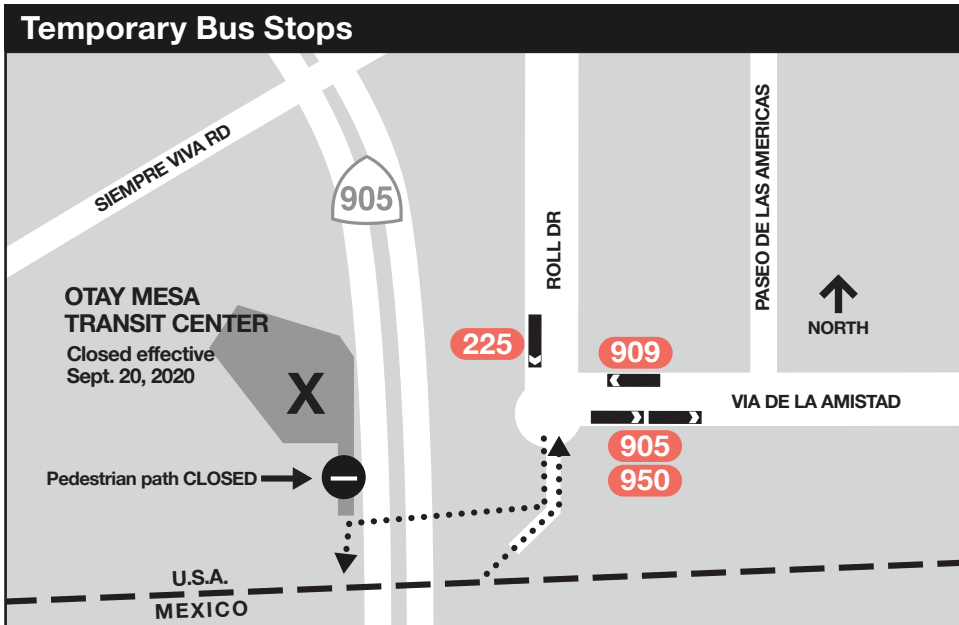 Temporary Bus Stops
SIEMPRE VIVA RD
905
ROLL DR
PASEO DE LAS AMERICAS
NORTH
OTAY MESA
TRANSIT CENTER
Closed effective
Sept. 20, 2020
X
225
909
VIA DE LA AMISTAD
905
950
Pedestrian path CLOSED
U.S.A.
MEXICO